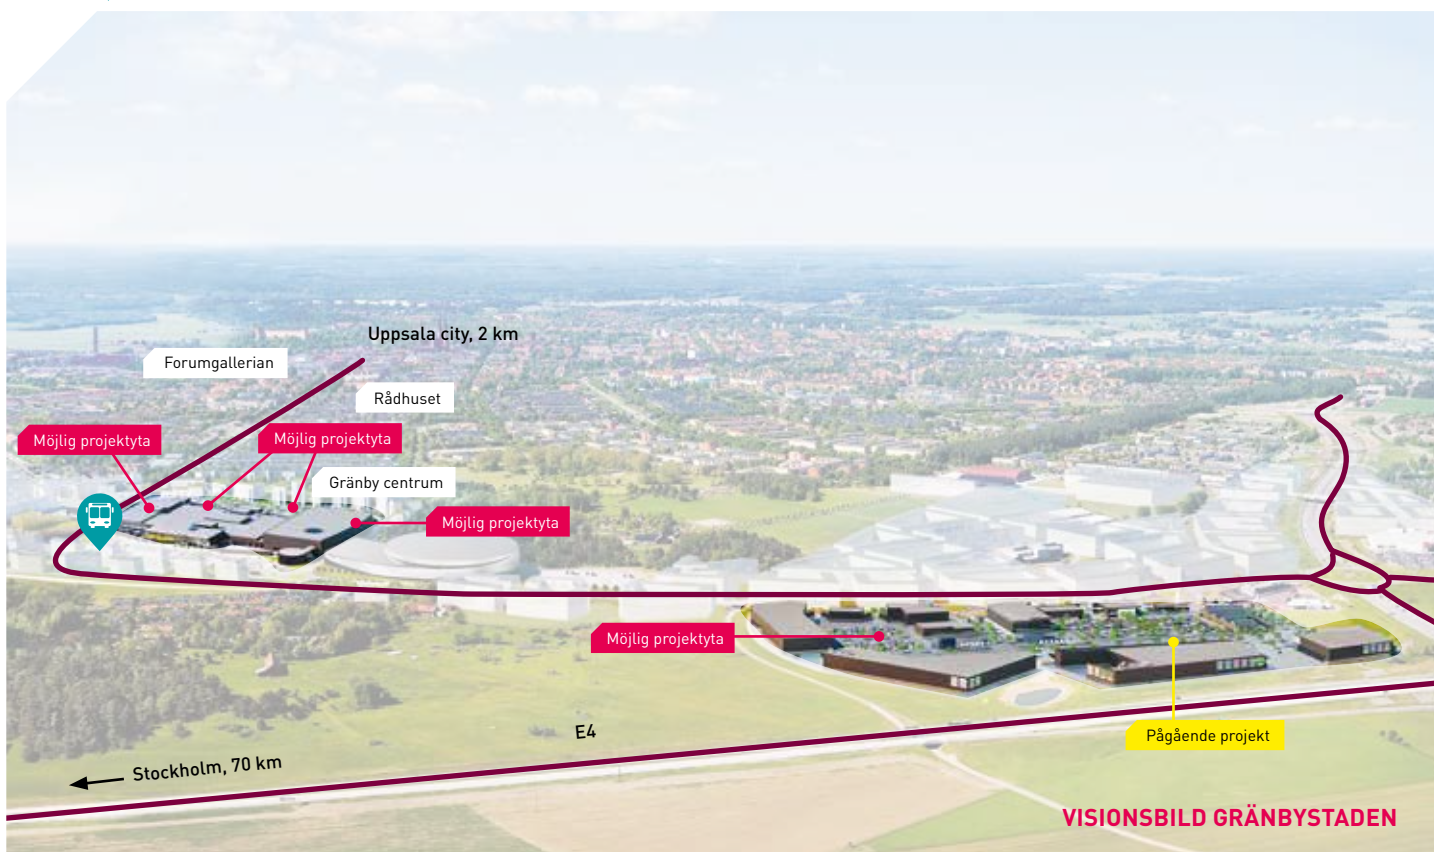 Uppsala city, 2 km
Forumgallerian
Rådhuset
Möjlig projektyta
Möjlig projektyta
Gränby centrum
Möjlig projektyta
Möjlig projektyta
E4
Pågående projekt
Stockholm, 70 km
VISIONSBILD GRÄNBYSTADEN